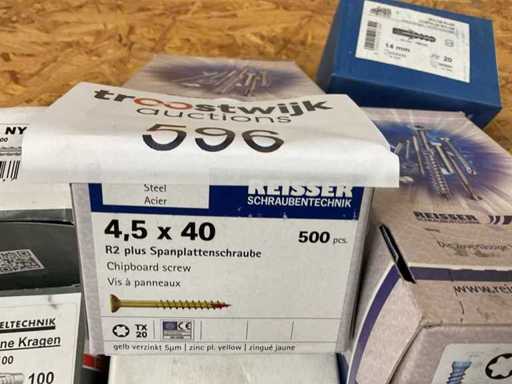 troostwijk
auctions
596
Steel
Acier
REISSER
SCHRAUBENTECHNIK
4,5 x 40
500 pcs.
R2 plus Spanplattenschraube
Chipboard screw
Vis à panneaux
TX
20
CE
gelb verzinkt 5µm | zinc pl. yellow | zingué jaune
14 mm
20
REISSER
NY
ELTECHNIK
ne Kragen
100
100